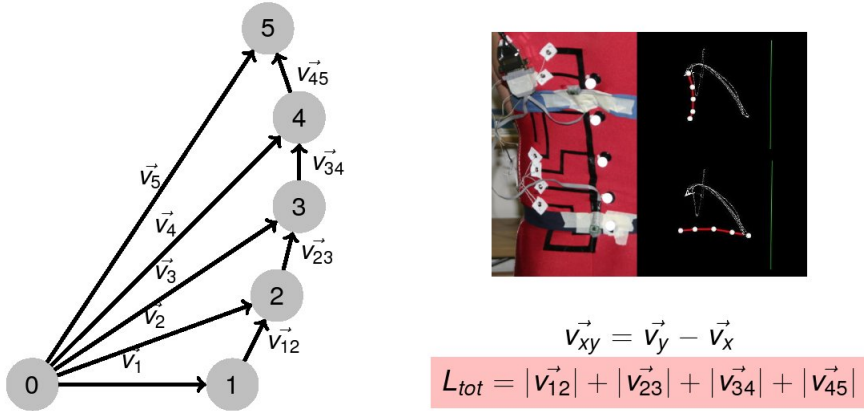 5
v⃗45
4
v⃗5
v⃗34
v⃗4
3
v⃗3
v⃗23
2
v⃗2
v⃗12
v⃗1
0
1
v⃗xy = v⃗y − v⃗x
Ltot = |v⃗12| + |v⃗23| + |v⃗34| + |v⃗45|